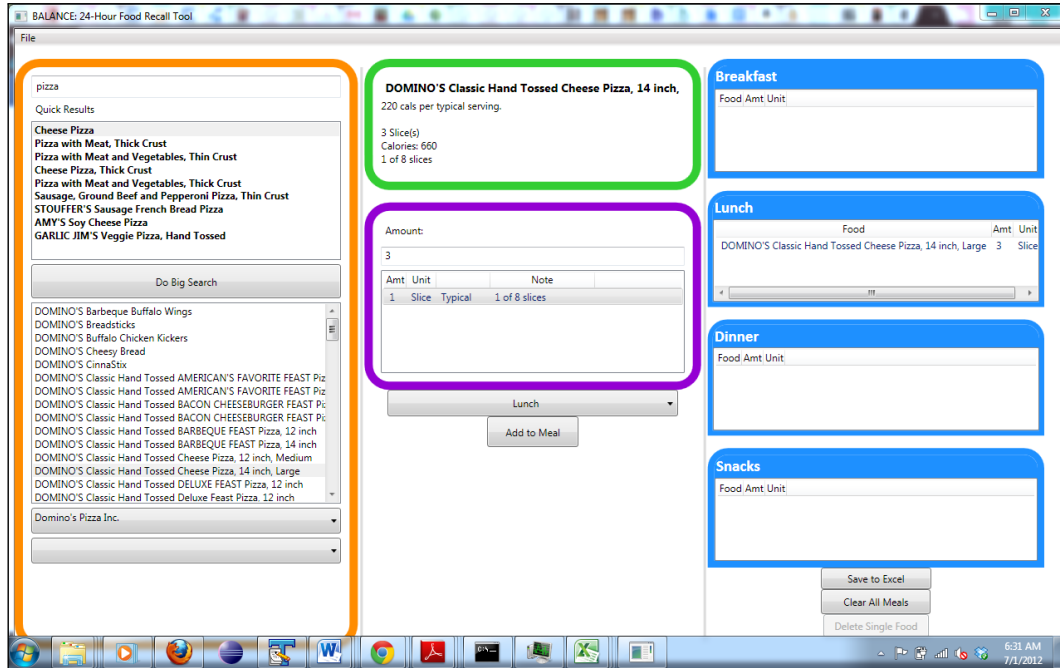 BALANCE: 24-Hour Food Recall Tool
File
pizza
Quick Results
Cheese Pizza
Pizza with Meat, Thick Crust
Pizza with Meat and Vegetables, Thin Crust
Cheese Pizza, Thick Crust
Pizza with Meat and Vegetables, Thick Crust
Sausage, Ground Beef and Pepperoni Pizza, Thin Crust
STOUFFER'S Sausage French Bread Pizza
AMY'S Soy Cheese Pizza
GARLIC JIM'S Veggie Pizza, Hand Tossed
Do Big Search
DOMINO'S Barbeque Buffalo Wings
DOMINO'S Breadsticks
DOMINO'S Buffalo Chicken Kickers
DOMINO'S Cheesy Bread
DOMINO'S CinnaStix
DOMINO'S Classic Hand Tossed AMERICAN'S FAVORITE FEAST Piz
DOMINO'S Classic Hand Tossed AMERICAN'S FAVORITE FEAST Piz
DOMINO'S Classic Hand Tossed BACON CHEESEBURGER FEAST Pi
DOMINO'S Classic Hand Tossed BACON CHEESEBURGER FEAST Pi
DOMINO'S Classic Hand Tossed BARBEQUE FEAST Pizza, 12 inch
DOMINO'S Classic Hand Tossed BARBEQUE FEAST Pizza, 14 inch
DOMINO'S Classic Hand Tossed Cheese Pizza, 12 inch, Medium
DOMINO'S Classic Hand Tossed Cheese Pizza, 14 inch, Large
DOMINO'S Classic Hand Tossed DELUXE FEAST Pizza, 12 inch
DOMINO'S Classic Hand Tossed Deluxe Feast Pizza, 12 inch
Domino's Pizza Inc.
DOMINO'S Classic Hand Tossed Cheese Pizza, 14 inch,
220 cals per typical serving.
3 Slice(s)
Calories: 660
1 of 8 slices
Amount:
3
Amt Unit Note
1 Slice Typical 1 of 8 slices
Lunch
Add to Meal
Breakfast
Food Amt Unit
Lunch
Food Amt Unit
DOMINO'S Classic Hand Tossed Cheese Pizza, 14 inch, Large 3 Slice
Dinner
Food Amt Unit
Snacks
Food Amt Unit
Save to Excel
Clear All Meals
Delete Single Food
6:31 AM
7/1/2012